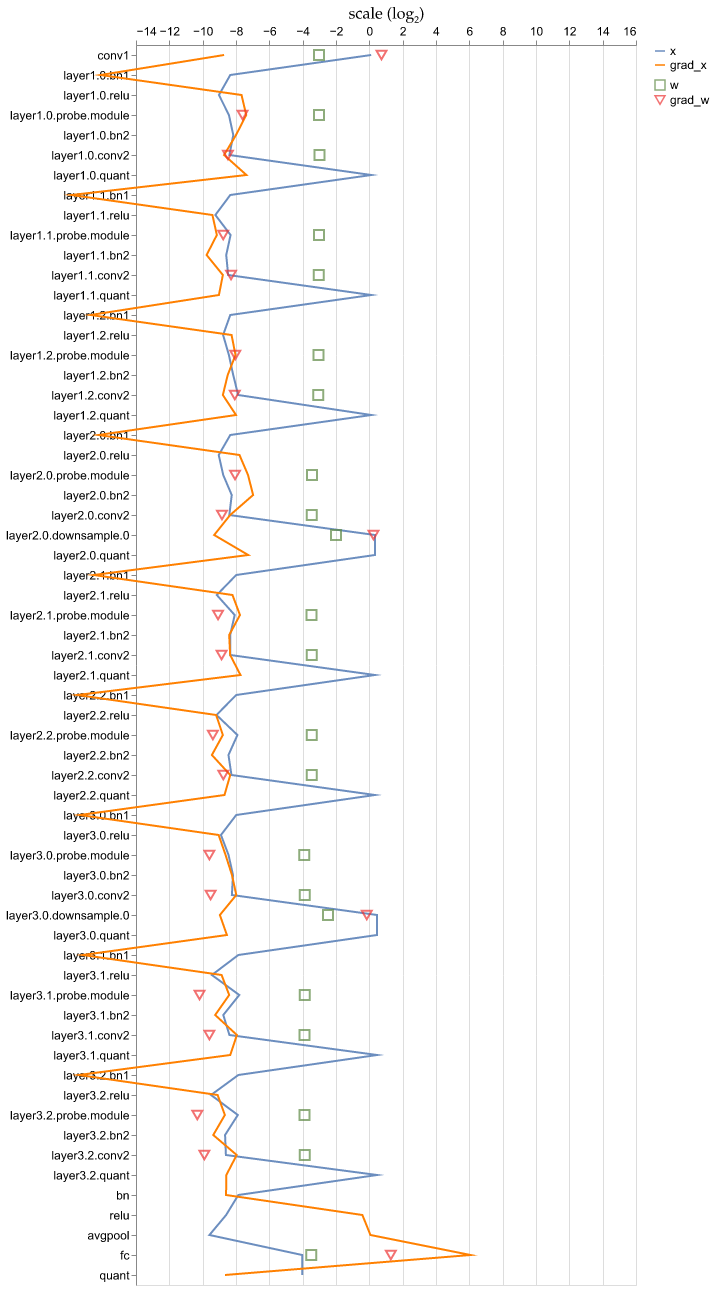 scale (log₂)
−14 −12 −10 −8 −6 −4 −2 0 2 4 6 8 10 12 14 16
x
grad_x
w
grad_w
conv1
layer1.0.bn1
layer1.0.relu
layer1.0.probe.module
layer1.0.bn2
layer1.0.conv2
layer1.0.quant
layer1.1.bn1
layer1.1.relu
layer1.1.probe.module
layer1.1.bn2
layer1.1.conv2
layer1.1.quant
layer1.2.bn1
layer1.2.relu
layer1.2.probe.module
layer1.2.bn2
layer1.2.conv2
layer1.2.quant
layer2.0.bn1
layer2.0.relu
layer2.0.probe.module
layer2.0.bn2
layer2.0.conv2
layer2.0.downsample.0
layer2.0.quant
layer2.1.bn1
layer2.1.relu
layer2.1.probe.module
layer2.1.bn2
layer2.1.conv2
layer2.1.quant
layer2.2.bn1
layer2.2.relu
layer2.2.probe.module
layer2.2.bn2
layer2.2.conv2
layer2.2.quant
layer3.0.bn1
layer3.0.relu
layer3.0.probe.module
layer3.0.bn2
layer3.0.conv2
layer3.0.downsample.0
layer3.0.quant
layer3.1.bn1
layer3.1.relu
layer3.1.probe.module
layer3.1.bn2
layer3.1.conv2
layer3.1.quant
layer3.2.bn1
layer3.2.relu
layer3.2.probe.module
layer3.2.bn2
layer3.2.conv2
layer3.2.quant
bn
relu
avgpool
fc
quant